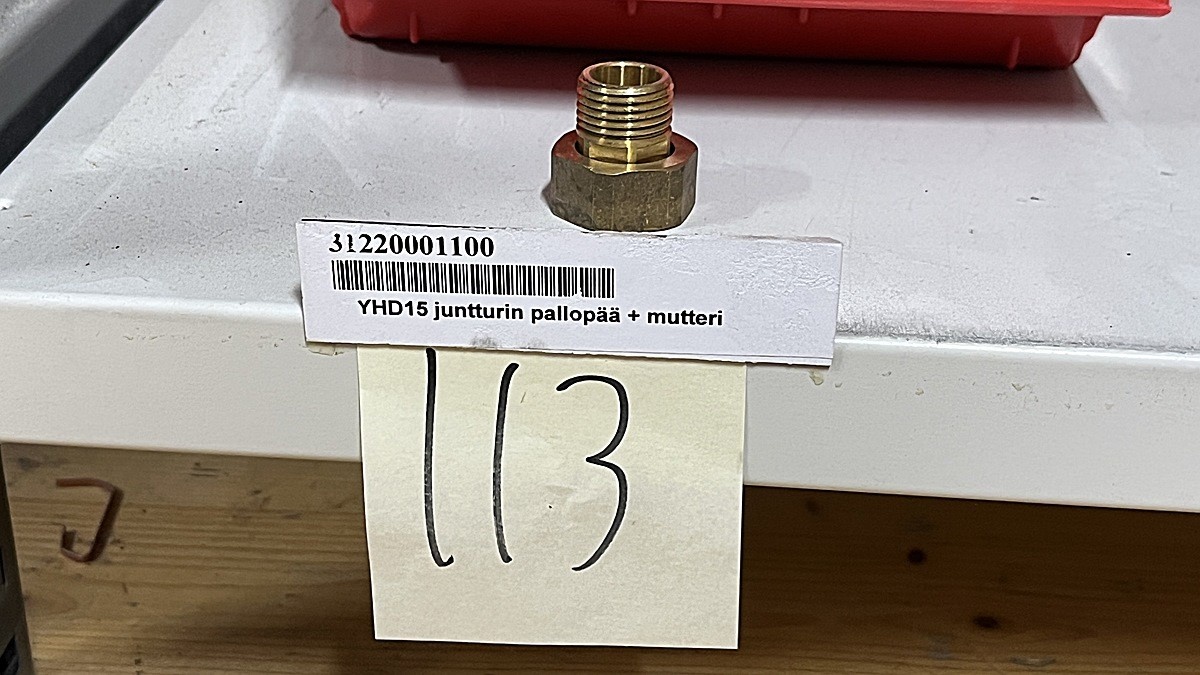 31220001100
YHD15 juntturin pallopää + mutteri
113